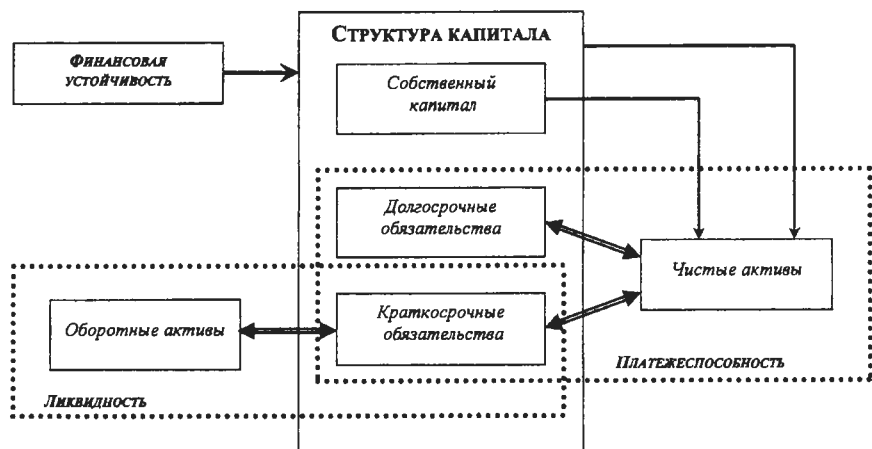 СТРУКТУРА КАПИТАЛА
ФИНАНСОВАЯ
УСТОЙЧИВОСТЬ
Собственный
капитал
Долгосрочные
обязательства
Чистые активы
Оборотные активы
Краткосрочные
обязательства
ПЛАТЕЖЕСПОСОБНОСТЬ
ЛИКВИДНОСТЬ